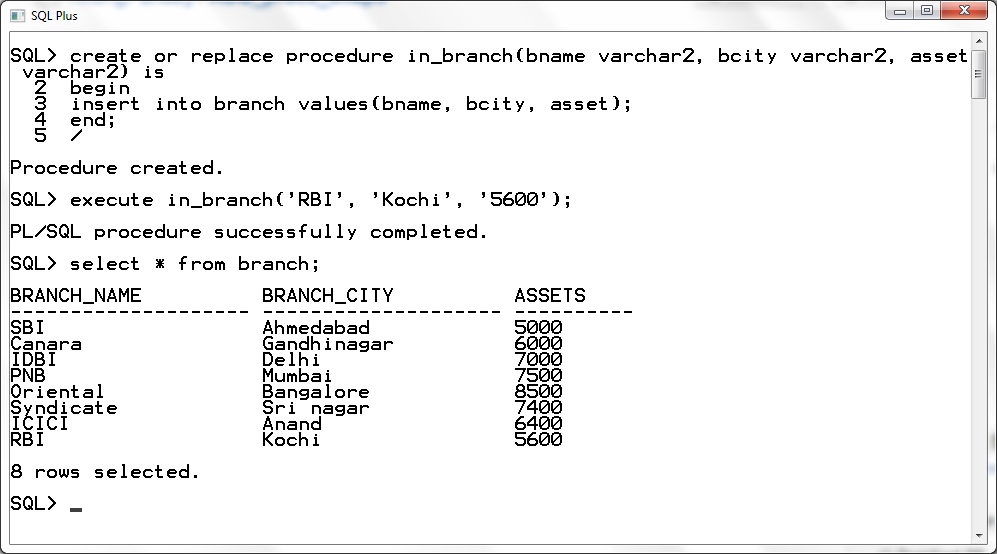 SQL Plus
SQL> create or replace procedure in_branch(bname varchar2, bcity varchar2, asset
 varchar2) is
  2  begin
  3  insert into branch values(bname, bcity, asset);
  4  end;
  5  /
Procedure created.
SQL> execute in_branch('RBI', 'Kochi', '5600');
PL/SQL procedure successfully completed.
SQL> select * from branch;
BRANCH_NAME          BRANCH_CITY          ASSETS
-------------------- -------------------- ----------
SBI                  Ahmedabad            5000
Canara               Gandhinagar          6000
IDBI                 Delhi                7000
PNB                  Mumbai               7500
Oriental             Bangalore            8500
Syndicate            Sri nagar            7400
ICICI                Anand                6400
RBI                  Kochi                5600
8 rows selected.
SQL> _